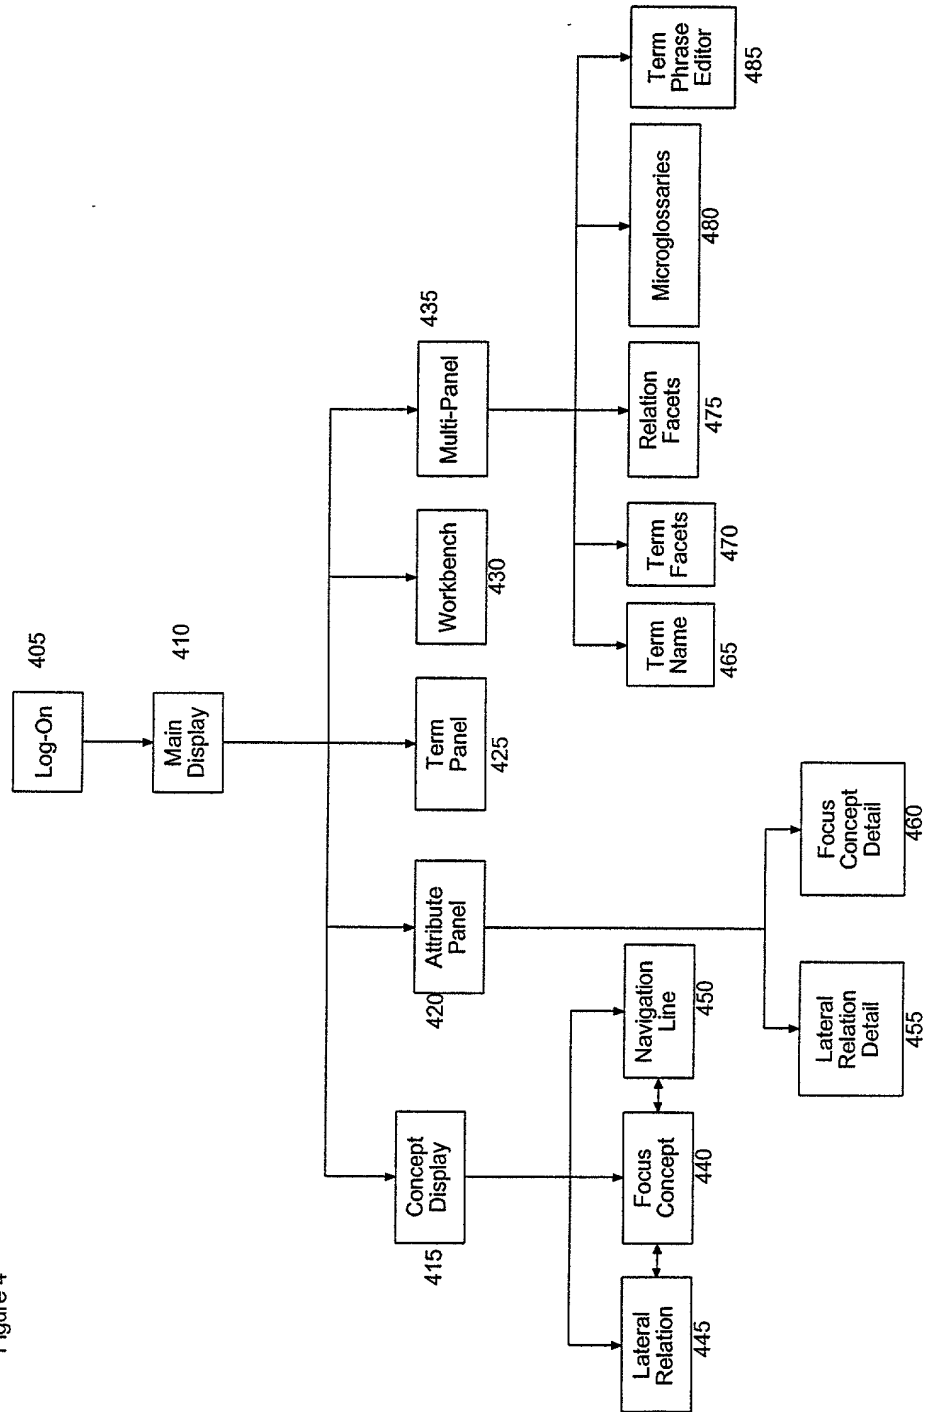 Figure 4
Log-On
405
Main
Display
410
Concept
Display
415
Attribute
Panel
420
Term
Panel
425
Workbench
430
Multi-Panel
435
Lateral
Relation
445
Focus
Concept
440
Navigation
Line
450
Lateral
Relation
Detail
455
Focus
Concept
Detail
460
Term
Name
465
Term
Facets
470
Relation
Facets
475
Microglossaries
480
Term
Phrase
Editor
485